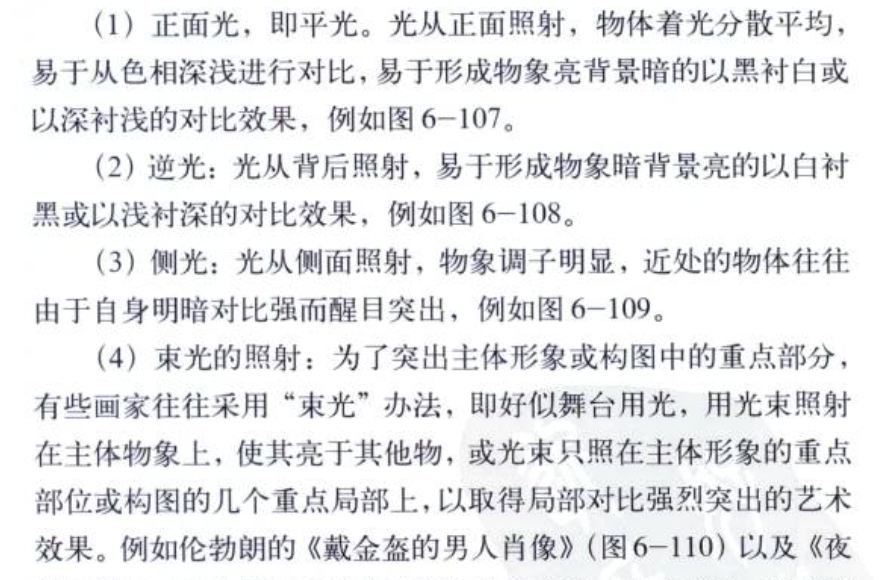 （1）正面光，即平光。光从正面照射，物体着光分散平均，
易于从色相深浅进行对比，易于形成物象亮背景暗的以黑衬白或
以深衬浅的对比效果，例如图 6-107。
（2）逆光：光从背后照射，易于形成物象暗背景亮的以白衬
黑或以浅衬深的对比效果，例如图 6-108。
（3）侧光：光从侧面照射，物象调子明显，近处的物体往往
由于自身明暗对比强而醒目突出，例如图 6-109。
（4）束光的照射：为了突出主体形象或构图中的重点部分，
有些画家往往采用“束光”办法，即好似舞台用光，用光束照射
在主体物象上，使其亮于其他物，或光束只照在主体形象的重点
部位或构图的几个重点局部上，以取得局部对比强烈突出的艺术
效果。例如伦勃朗的《戴金盔的男人肖像》（图6-110）以及《夜